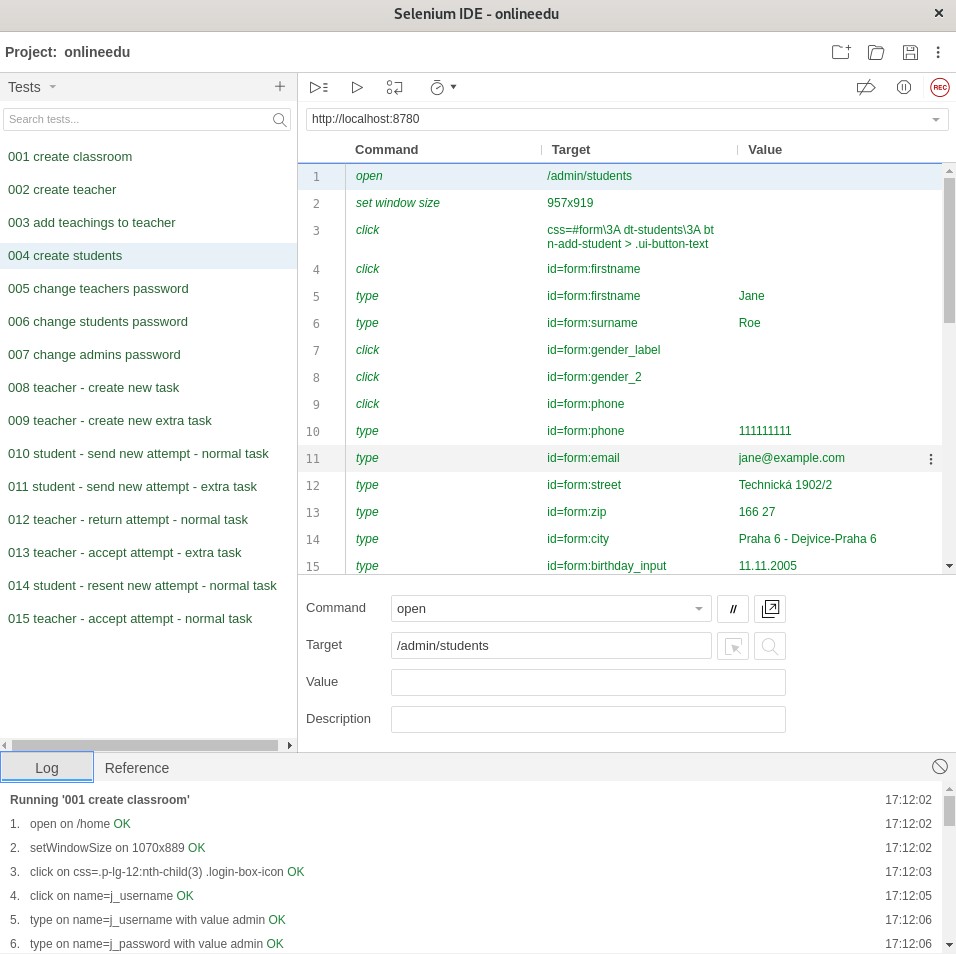 Selenium IDE - onlineedu
×
Project: onlineedu
Tests
+
Search tests...
001 create classroom
002 create teacher
003 add teachings to teacher
004 create students
005 change teachers password
006 change students password
007 change admins password
008 teacher - create new task
009 teacher - create new extra task
010 student - send new attempt - normal task
011 student - send new attempt - extra task
012 teacher - return attempt - normal task
013 teacher - accept attempt - extra task
014 student - resent new attempt - normal task
015 teacher - accept attempt - normal task
REC
http://localhost:8780
Command Target Value
1 open /admin/students
2 set window size 957x919
3 click css=#form\3A dt-students\3A bt
n-add-student > .ui-button-text
4 click id=form:firstname
5 type id=form:firstname Jane
6 type id=form:surname Roe
7 click id=form:gender_label
8 click id=form:gender_2
9 click id=form:phone
10 type id=form:phone 111111111
11 type id=form:email jane@example.com
12 type id=form:street Technická 1902/2
13 type id=form:zip 166 27
14 type id=form:city Praha 6 - Dejvice-Praha 6
15 type id=form:birthday_input 11.11.2005
Command open //
Target /admin/students
Value
Description
Log Reference
Running '001 create classroom' 17:12:02
1. open on /home OK 17:12:02
2. setWindowSize on 1070x889 OK 17:12:02
3. click on css=.p-lg-12:nth-child(3) .login-box-icon OK 17:12:03
4. click on name=j_username OK 17:12:05
5. type on name=j_username with value admin OK 17:12:06
6. type on name=j_password with value admin OK 17:12:06